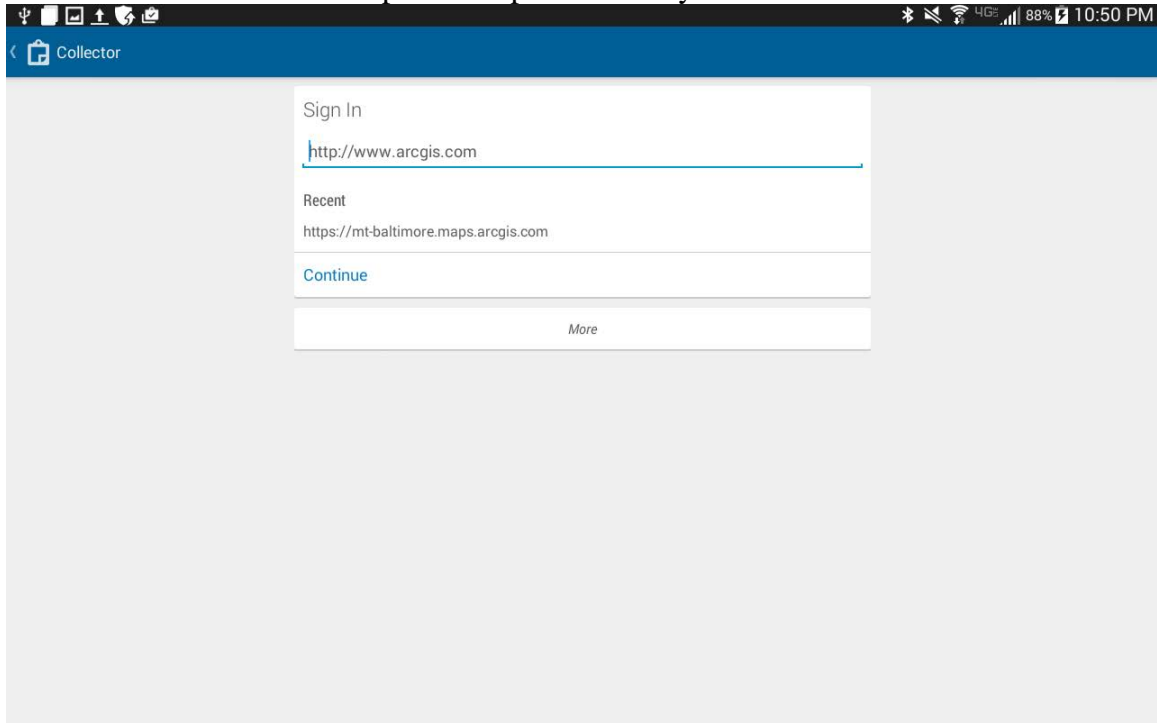 4G 88% 10:50 PM
Collector
Sign In
http://www.arcgis.com
Recent
https://mt-baltimore.maps.arcgis.com
Continue
More